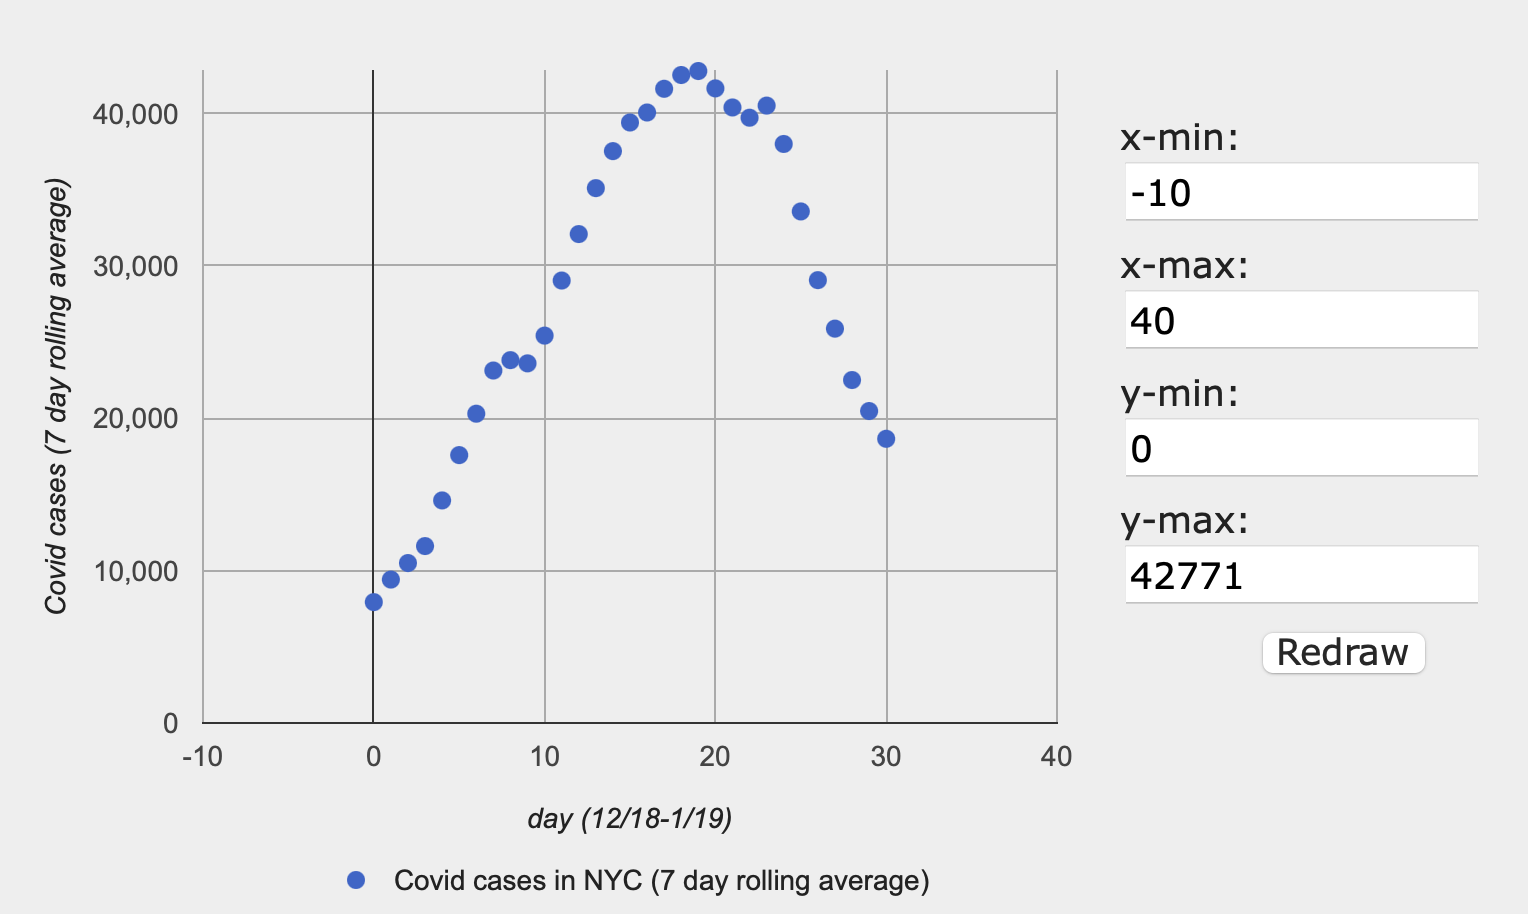 Covid cases (7 day rolling average)
40,000
30,000
20,000
10,000
0
-10
0
10
20
30
40
day (12/18-1/19)
Covid cases in NYC (7 day rolling average)
x-min:
-10
x-max:
40
y-min:
0
y-max:
42771
Redraw